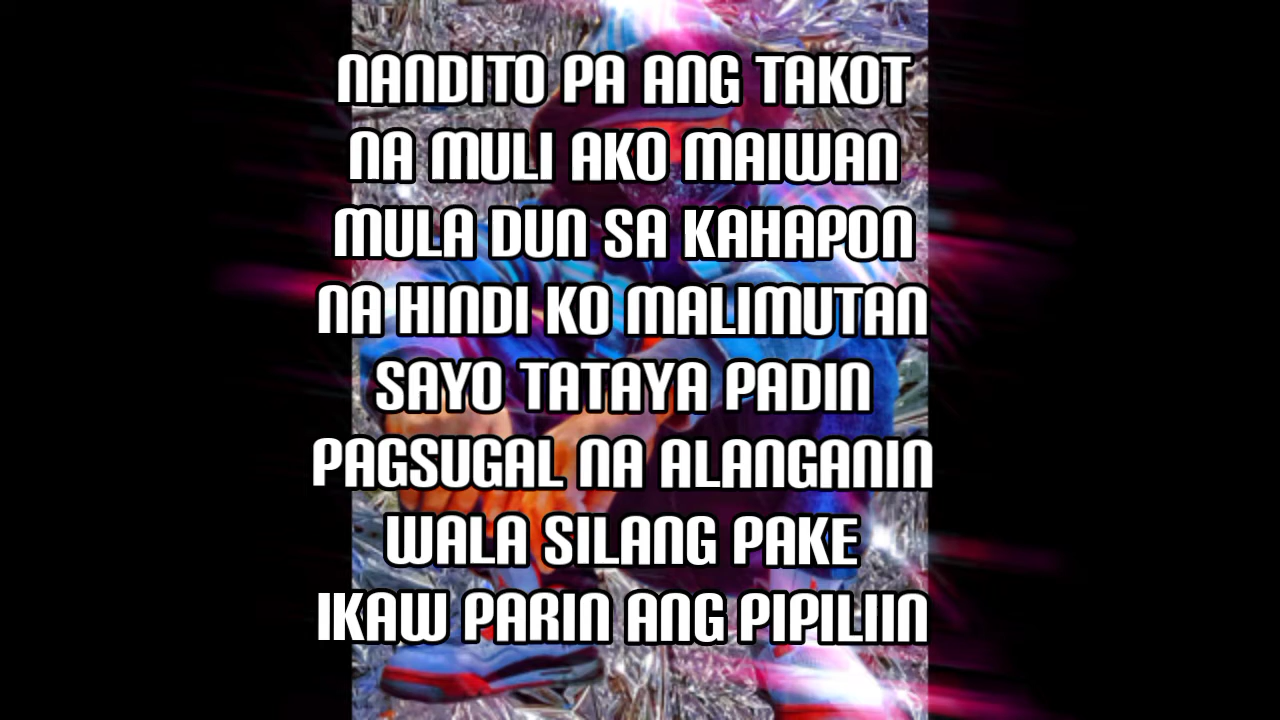 NANDITO PA ANG TAKOT
NA MULI AKO MAIWAN
MULA DUN SA KAHAPON
NA HINDI KO MALIMUTAN
SAYO TATAYA PADIN
PAGSUGAL NA ALANGANIN
WALA SILANG PAKE
IKAW PARIN ANG PIPILIIN